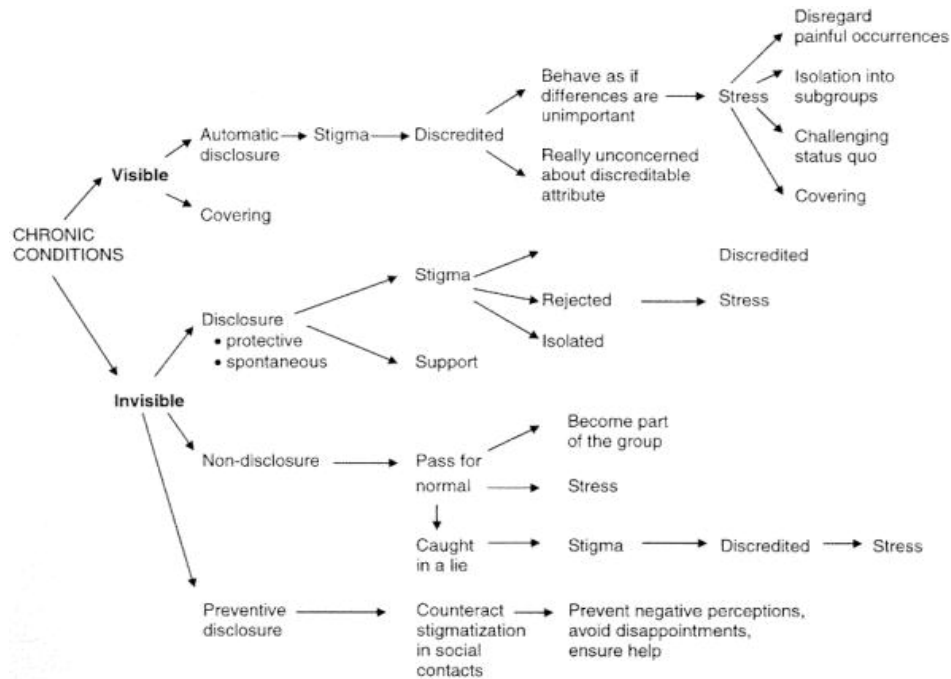 Disregard
painful occurrences
Behave as if
differences are
unimportant
Stress
Isolation into
subgroups
Automatic
disclosure
Stigma
Discredited
Challenging
status quo
Really unconcerned
about discreditable
attribute
Visible
Covering
Covering
CHRONIC
CONDITIONS
Stigma
Discredited
Disclosure
• protective
• spontaneous
Rejected
Stress
Isolated
Support
Invisible
Become part
of the group
Non-disclosure
Pass for
normal
Stress
Caught
in a lie
Stigma
Discredited
Stress
Preventive
disclosure
Counteract
stigmatization
in social
contacts
Prevent negative perceptions,
avoid disappointments,
ensure help